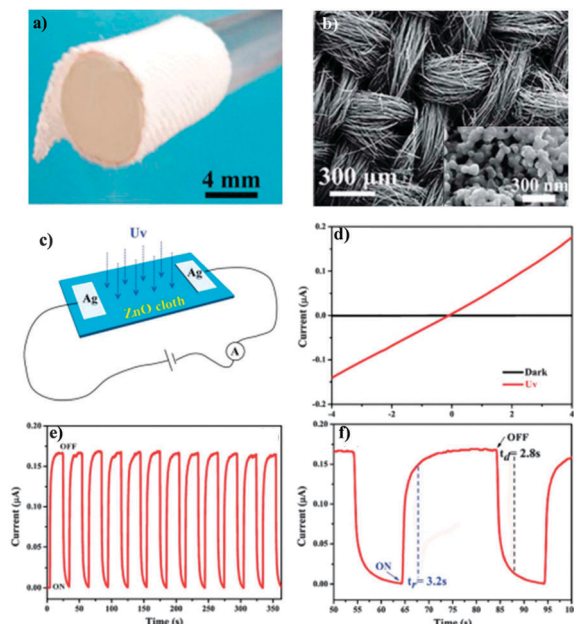 a)
4 mm
b)
300 μm
300 nm
c)
Uv
Ag
Ag
ZnO cloth
A
d)
Current (μA)
0.2
0.1
0.0
-0.1
-0.2
-4
-2
0
2
4
Dark
Uv
e)
Current (μA)
0.20
0.15
0.10
0.05
0.00
OFF
ON
0
50
100
150
200
250
300
350
Time (s)
f)
Current (μA)
0.20
0.15
0.10
0.05
0.00
OFF
td= 2.8s
ON
tr= 3.2s
50
55
60
65
70
75
80
85
90
95
100
Time (s)